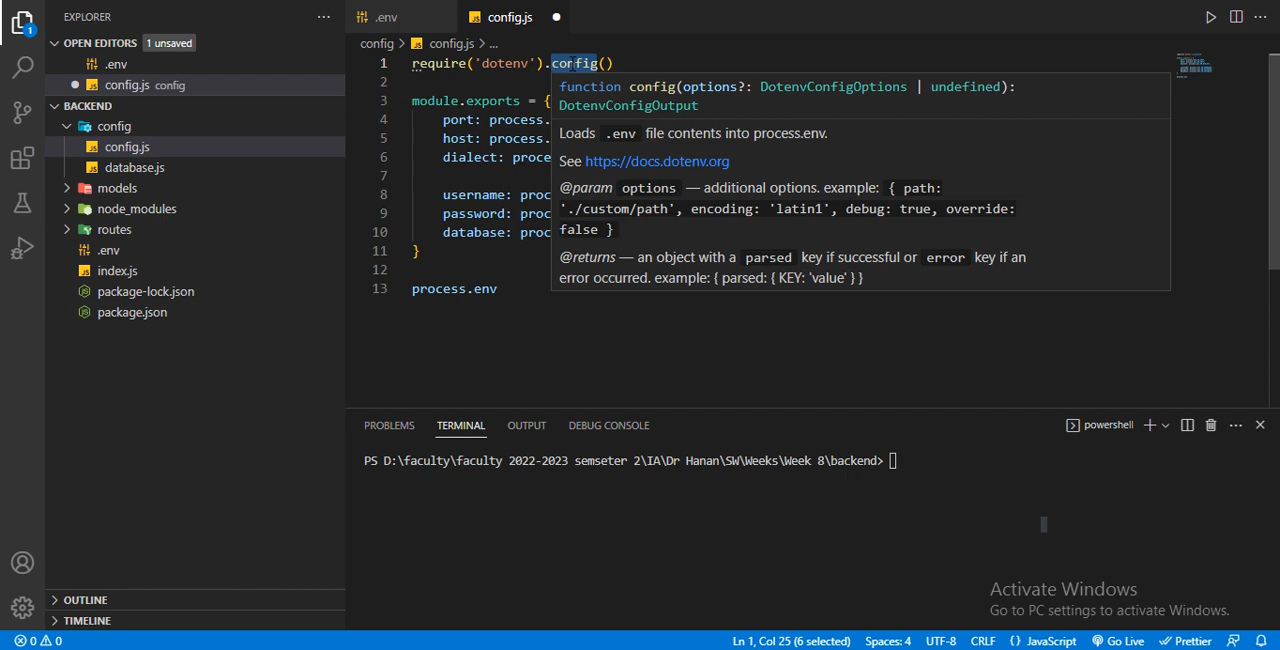 EXPLORER
.env
config.js
OPEN EDITORS 1 unsaved
.env
config.js config
BACKEND
config
config.js
database.js
models
node_modules
routes
.env
index.js
package-lock.json
package.json
OUTLINE
TIMELINE
1
config > config.js > ...
1 require('dotenv').config()
2
3 module.exports = {
4 port: process.
5 host: process.
6 dialect: proce
7
8 username: proc
9 password: proc
10 database: proc
11 }
12
13 process.env
function config(options?: DotenvConfigOptions | undefined):
DotenvConfigOutput
Loads .env file contents into process.env.
See https://docs.dotenv.org
@param options — additional options. example: { path:
'./custom/path', encoding: 'latin1', debug: true, override:
false }
@returns — an object with a parsed key if successful or error key if an
error occurred. example: { parsed: { KEY: 'value' } }
PROBLEMS TERMINAL OUTPUT DEBUG CONSOLE powershell
PS D:\faculty\faculty 2022-2023 semseter 2\IA\Dr Hanan\SW\Weeks\Week 8\backend>
Activate Windows
Go to PC settings to activate Windows.
0 0 Ln 1, Col 25 (6 selected) Spaces: 4 UTF-8 CRLF {} JavaScript Go Live Prettier